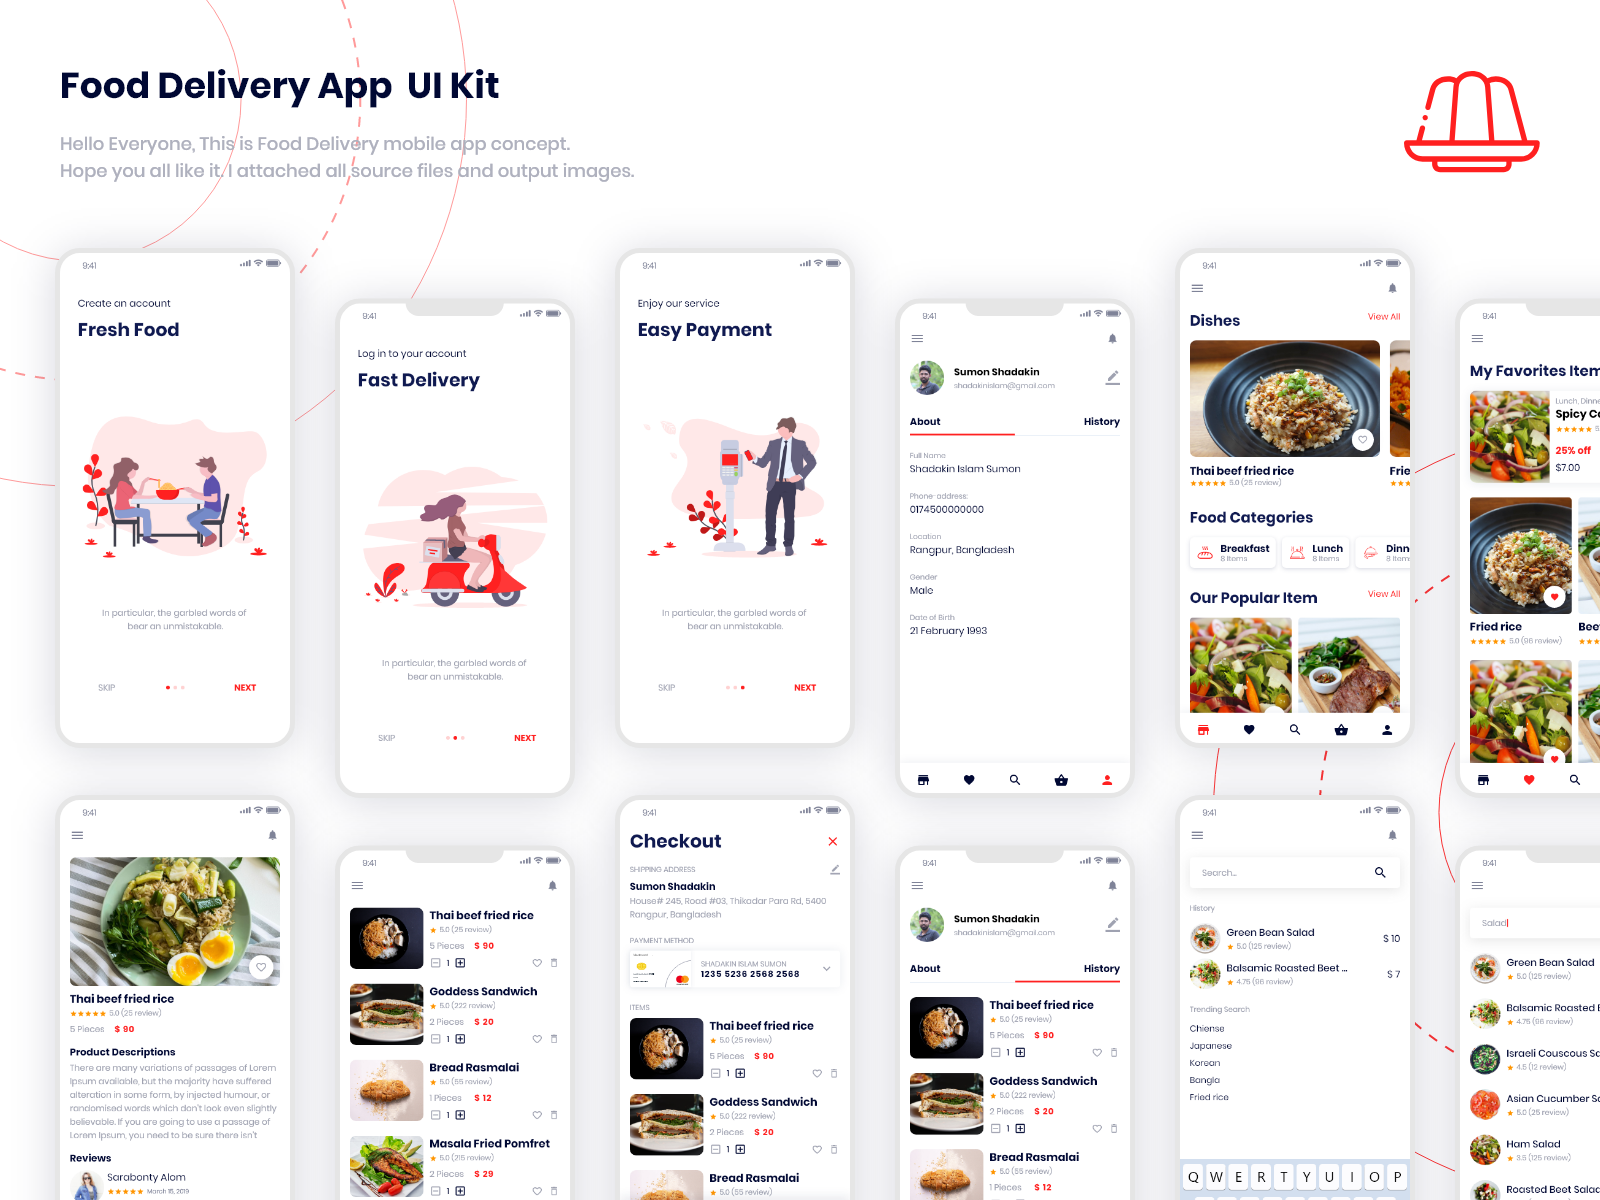 Food Delivery App UI Kit
Hello Everyone, This is Food Delivery mobile app concept.
Hope you all like it. I attached all source files and output images.
9:41
Create an account
Fresh Food
In particular, the garbled words of
bear an unmistakable.
SKIP
NEXT
9:41
Log in to your account
Fast Delivery
In particular, the garbled words of
bear an unmistakable.
SKIP
NEXT
9:41
Enjoy our service
Easy Payment
In particular, the garbled words of
bear an unmistakable.
SKIP
NEXT
9:41
Sumon Shadakin
shadakinislam@gmail.com
About History
Full Name
Shadakin Islam Sumon
Phone-address:
0174500000000
Location
Rangpur, Bangladesh
Gender
Male
Date of Birth
21 February 1993
9:41
Dishes View All
Thai beef fried rice
5.0 (25 review)
Frie
Food Categories
Breakfast
8 Items
Lunch
8 Items
Dinn
8 Items
Our Popular Item View All
9:41
My Favorites Item
Lunch, Dinne
Spicy Co
25% off
$7.00
Fried rice
5.0 (96 review)
Bee
9:41
Thai beef fried rice
5.0 (25 review)
5 Pieces $ 90
Product Descriptions
There are many variations of passages of Lorem
Ipsum available, but the majority have suffered
alteration in some form, by injected humour, or
randomised words which don't look even slightly
believable. If you are going to use a passage of
Lorem Ipsum, you need to be sure there isn't
Reviews
Sarabonty Alom
March 15, 2019
9:41
Thai beef fried rice
5.0 (25 review)
5 Pieces $ 90
1
Goddess Sandwich
5.0 (222 review)
2 Pieces $ 20
1
Bread Rasmalai
5.0 (55 review)
1 Pieces $ 12
1
Masala Fried Pomfret
5.0 (215 review)
2 Pieces $ 29
1
9:41
Checkout
SHIPPING ADDRESS
Sumon Shadakin
House# 245, Road #03, Thikadar Para Rd, 5400
Rangpur, Bangladesh
PAYMENT METHOD
SHADAKIN ISLAM SUMON
1235 5236 2568 2568
ITEMS
Thai beef fried rice
5.0 (25 review)
5 Pieces $ 90
1
Goddess Sandwich
5.0 (222 review)
2 Pieces $ 20
1
Bread Rasmalai
5.0 (55 review)
9:41
Sumon Shadakin
shadakinislam@gmail.com
About History
Thai beef fried rice
5.0 (25 review)
5 Pieces $ 90
1
Goddess Sandwich
5.0 (222 review)
2 Pieces $ 20
1
Bread Rasmalai
5.0 (55 review)
1 Pieces $ 12
9:41
Search...
History
Green Bean Salad $ 10
5.0 (125 review)
Balsamic Roasted Beet ... $ 7
4.75 (96 review)
Trending Search
Chiense
Japanese
Korean
Bangla
Fried rice
Q W E R T Y U I O P
9:41
Salad
Green Bean Salad
5.0 (125 review)
Balsamic Roasted B
4.75 (96 review)
Israeli Couscous Sa
4.5 (12 review)
Asian Cucumber Sa
5.0 (25 review)
Ham Salad
3.5 (125 review)
Roasted Beet Salad